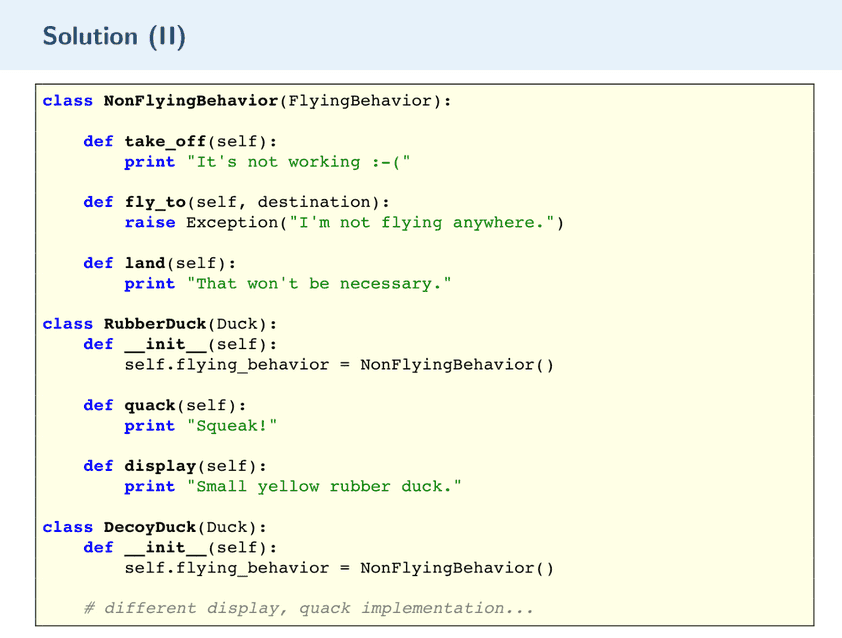 Solution (II)
class NonFlyingBehavior(FlyingBehavior):
    def take_off(self):
        print "It's not working :-("
    def fly_to(self, destination):
        raise Exception("I'm not flying anywhere.")
    def land(self):
        print "That won't be necessary."
class RubberDuck(Duck):
    def __init__(self):
        self.flying_behavior = NonFlyingBehavior()
    def quack(self):
        print "Squeak!"
    def display(self):
        print "Small yellow rubber duck."
class DecoyDuck(Duck):
    def __init__(self):
        self.flying_behavior = NonFlyingBehavior()
    # different display, quack implementation...